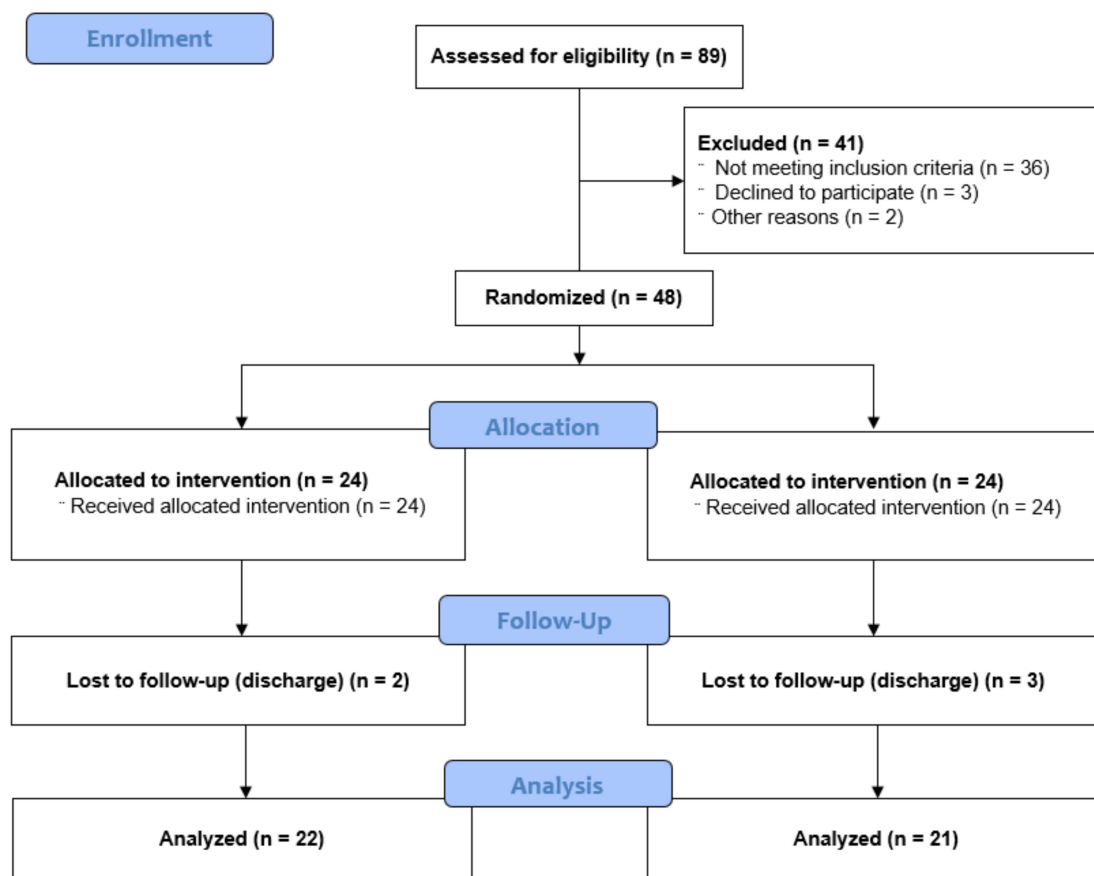 Enrollment
Assessed for eligibility (n = 89)
Excluded (n = 41)
¨ Not meeting inclusion criteria (n = 36)
¨ Declined to participate (n = 3)
¨ Other reasons (n = 2)
Randomized (n = 48)
Allocation
Allocated to intervention (n = 24)
¨ Received allocated intervention (n = 24)
Allocated to intervention (n = 24)
¨ Received allocated intervention (n = 24)
Follow-Up
Lost to follow-up (discharge) (n = 2)
Lost to follow-up (discharge) (n = 3)
Analysis
Analyzed (n = 22)
Analyzed (n = 21)